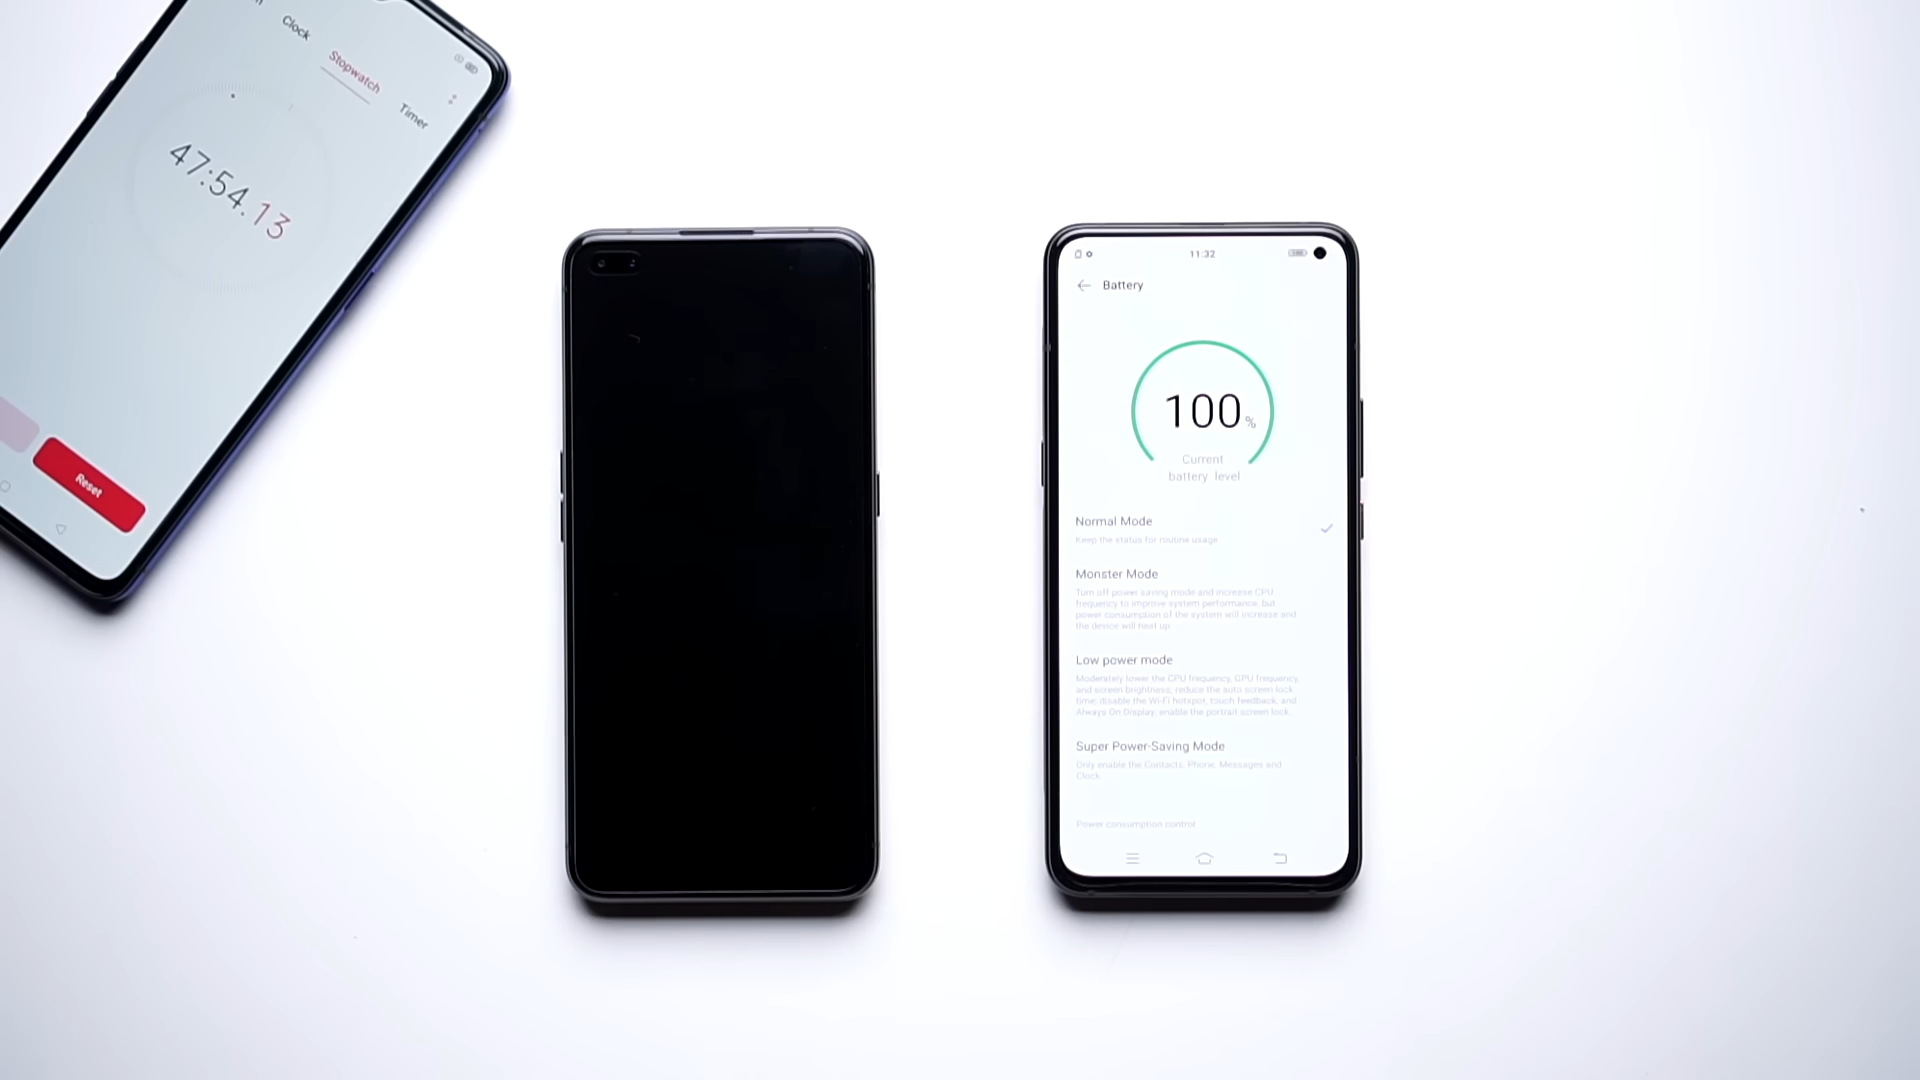 Clock
Stopwatch
Timer
47:54.13
Reset
11:32
Battery
100%
Current
battery level
Normal Mode
Keep the status for routine usage
Monster Mode
Turn off power saving mode and increase CPU
frequency to improve system performance, but
power consumption of the system will increase and
the device will heat up.
Low power mode
Moderately lower the CPU frequency, GPU frequency,
and screen brightness; reduce the auto screen lock
time; disable the Wi-Fi hotspot, touch feedback, and
Always On Display; enable the portrait screen lock.
Super Power-Saving Mode
Only enable the Contacts, Phone, Messages and
Clock.
Power consumption control